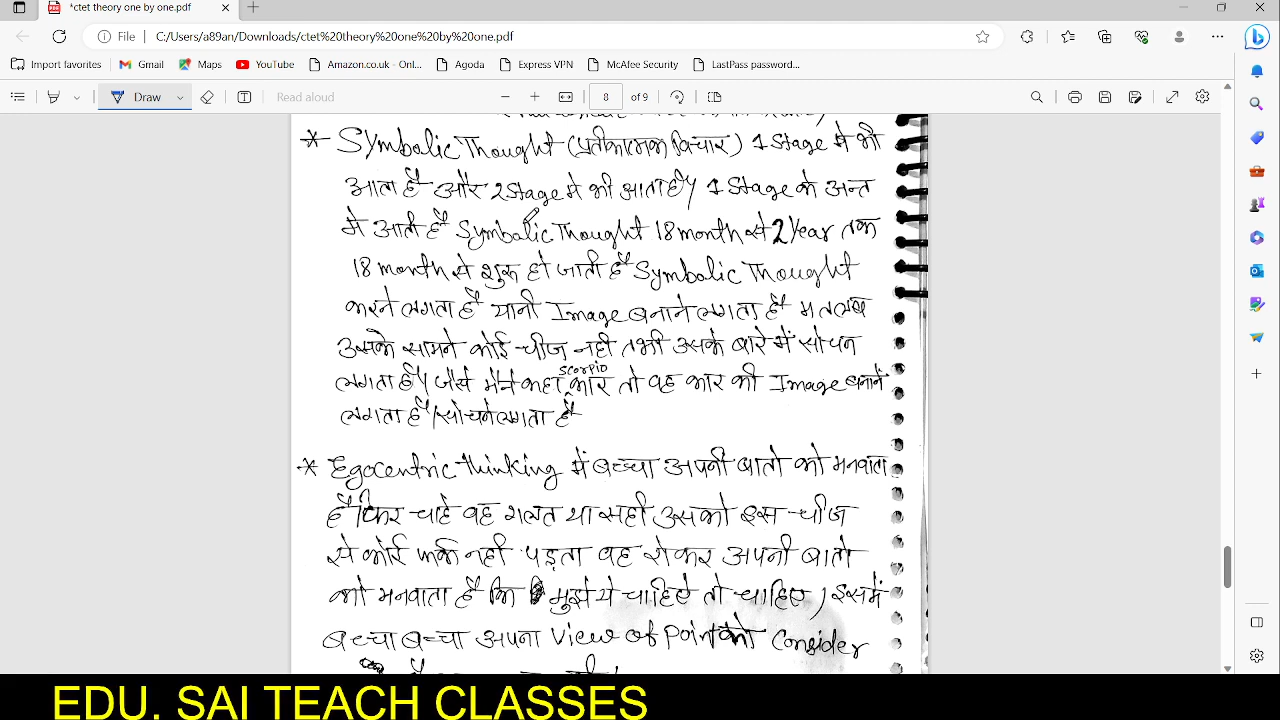 *ctet theory one by one.pdf
File
C:/Users/a89an/Downloads/ctet%20theory%20one%20by%20one.pdf
Import favorites Gmail Maps YouTube Amazon.co.uk - Onl... Agoda Express VPN McAfee Security LastPass password...
Draw Read aloud 8 of 9
* Symbolic Thought (प्रतीकात्मक विचार) 1 Stage मे भी
आता है और 2 Stage मे भी आता है। 1 Stage के अन्त
मे आती है Symbolic Thought 18 month से 2 Year तक
18 month से शुरू हो जाती है Symbolic Thought
करने लगता है यानी Image बनाने लगता है मतलब
उसके सामने कोई चीज नही तभी उसके बारे में सोचन
scorpio
लगता है। जैसे मैने कहा कार तो वह कार की Image बनाने
लगता है/सोचने लगता है
* Egocentric thinking में बच्चा अपनी बातो को मनवाता
है फिर चाहे वह गलत या सही उसको इस चीज
से कोई फर्क नही पड़ता वह रोकर अपनी बातो
को मनवाता है कि मुझे ये चाहिऐ तो चाहिए, इसमें
बच्चा बच्चा अपना View of Point को Consider
EDU. SAI TEACH CLASSES